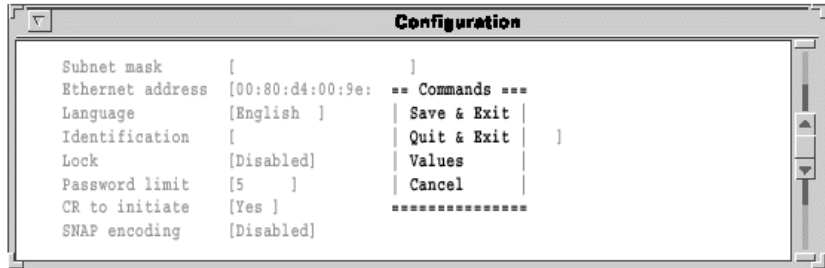 Configuration
Subnet mask [ ]
Ethernet address [00:80:d4:00:9e: == Commands ===
Language [English ] | Save & Exit |
Identification [ | Quit & Exit | ]
Lock [Disabled] | Values |
Password limit [5 ] | Cancel |
CR to initiate [Yes ] ===============
SNAP encoding [Disabled]